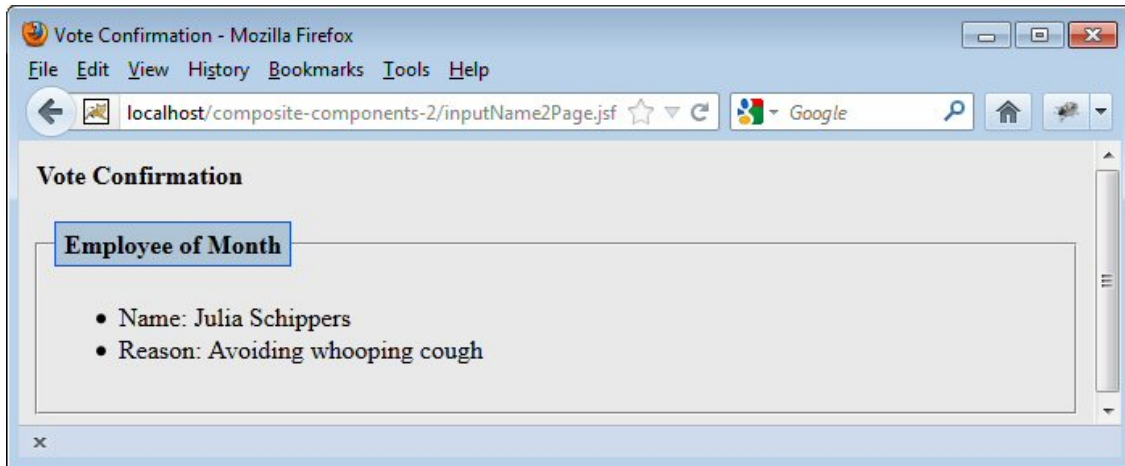 Vote Confirmation - Mozilla Firefox
File Edit View History Bookmarks Tools Help
localhost/composite-components-2/inputName2Page.jsf
Google
Vote Confirmation
Employee of Month
• Name: Julia Schippers
• Reason: Avoiding whooping cough